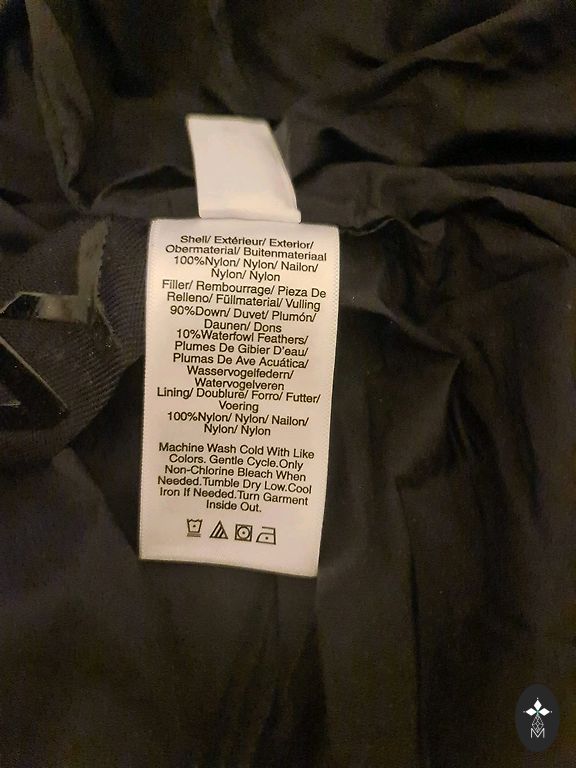 Shell/ Extérieur/ Exterior/
Obermaterial/ Buitenmateriaal
100%Nylon/ Nylon/ Nailon/
Nylon/ Nylon
Filler/ Rembourrage/ Pieza De
Relleno/ Füllmaterial/ Vulling
90%Down/ Duvet/ Plumón/
Daunen/ Dons
10%Waterfowl Feathers/
Plumes De Gibier D'eau/
Plumas De Ave Acuática/
Wasservogelfedern/
Watervogelveren
Lining/ Doublure/ Forro/ Futter/
Voering
100%Nylon/ Nylon/ Nailon/
Nylon/ Nylon
Machine Wash Cold With Like
Colors. Gentle Cycle.Only
Non-Chlorine Bleach When
Needed.Tumble Dry Low.Cool
Iron If Needed.Turn Garment
Inside Out.
M